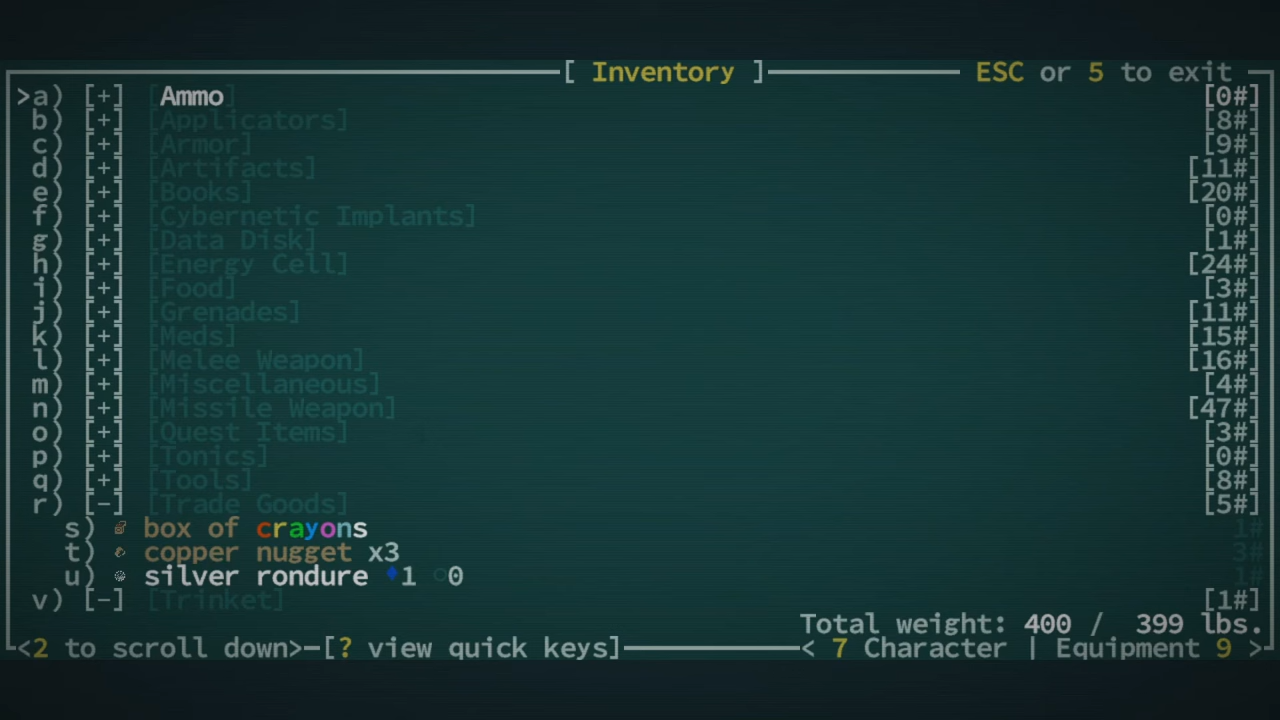 [ Inventory ] ESC or 5 to exit
>a) [+] Ammo [0#]
b) [+] [Applicators] [8#]
c) [+] [Armor] [9#]
d) [+] [Artifacts] [11#]
e) [+] [Books] [20#]
f) [+] [Cybernetic Implants] [0#]
g) [+] [Data Disk] [1#]
h) [+] [Energy Cell] [24#]
i) [+] [Food] [3#]
j) [+] [Grenades] [11#]
k) [+] [Meds] [15#]
l) [+] [Melee Weapon] [16#]
m) [+] [Miscellaneous] [4#]
n) [+] [Missile Weapon] [47#]
o) [+] [Quest Items] [3#]
p) [+] [Tonics] [0#]
q) [+] [Tools] [8#]
r) [-] [Trade Goods] [5#]
s) box of crayons 1#
t) copper nugget x3 3#
u) silver rondure ♦1 ○0 1#
v) [-] [Trinket] [1#]
Total weight: 400 / 399 lbs.
<2 to scroll down> [? view quick keys] < 7 Character | Equipment 9 >